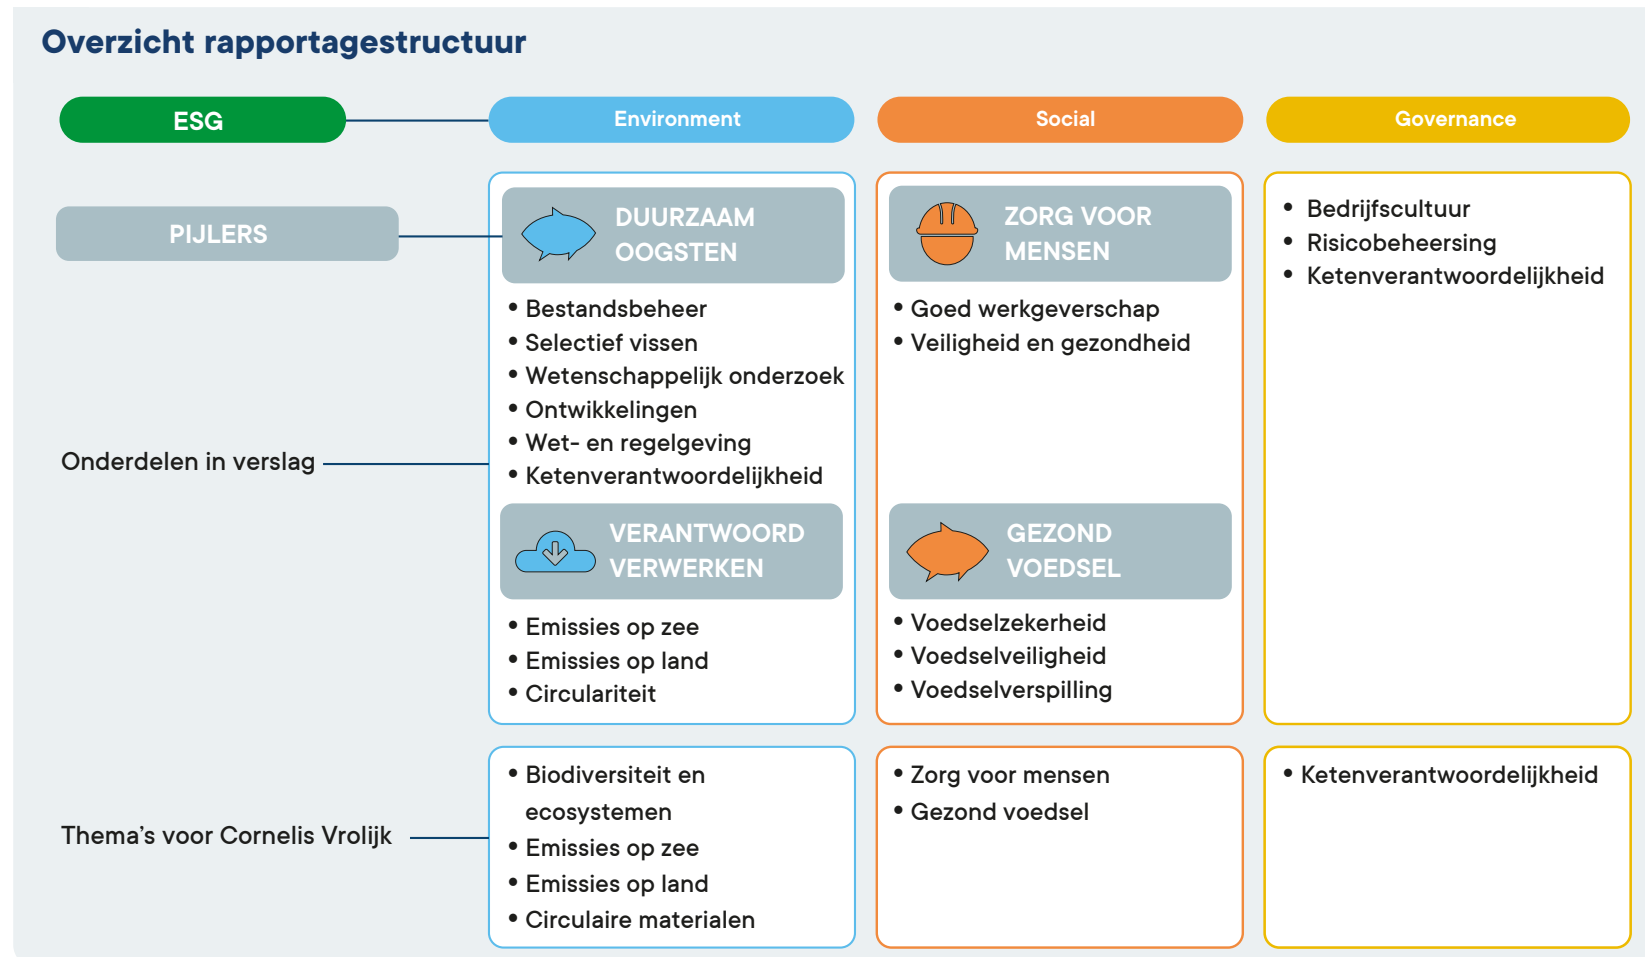 Overzicht rapportagestructuur
ESG
Environment
Social
Governance
PIJLERS
DUURZAAM
OOGSTEN
• Bestandsbeheer
• Selectief vissen
• Wetenschappelijk onderzoek
• Ontwikkelingen
• Wet- en regelgeving
• Ketenverantwoordelijkheid
ZORG VOOR
MENSEN
• Goed werkgeverschap
• Veiligheid en gezondheid
• Bedrijfscultuur
• Risicobeheersing
• Ketenverantwoordelijkheid
Onderdelen in verslag
VERANTWOORD
VERWERKEN
• Emissies op zee
• Emissies op land
• Circulariteit
GEZOND
VOEDSEL
• Voedselzekerheid
• Voedselveiligheid
• Voedselverspilling
Thema's voor Cornelis Vrolijk
• Biodiversiteit en
ecosystemen
• Emissies op zee
• Emissies op land
• Circulaire materialen
• Zorg voor mensen
• Gezond voedsel
• Ketenverantwoordelijkheid